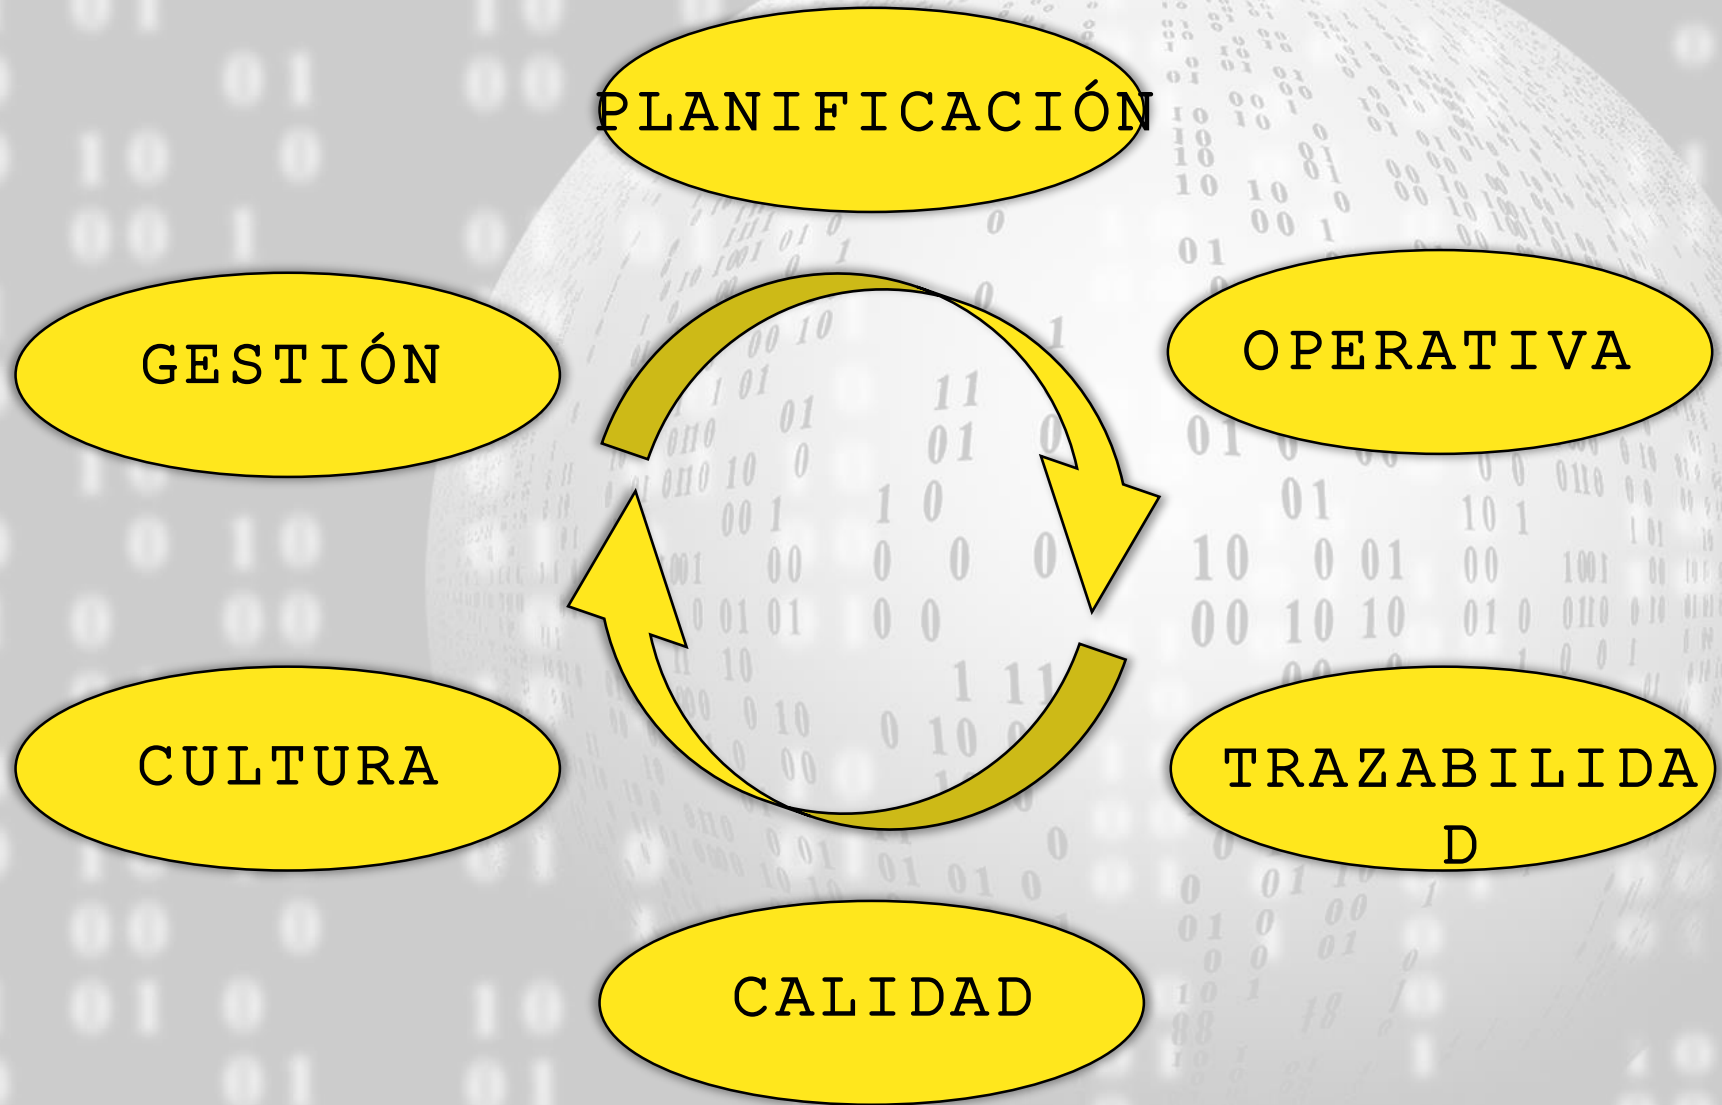 PLANIFICACIÓN
GESTIÓN
OPERATIVA
CULTURA
TRAZABILIDA
D
CALIDAD